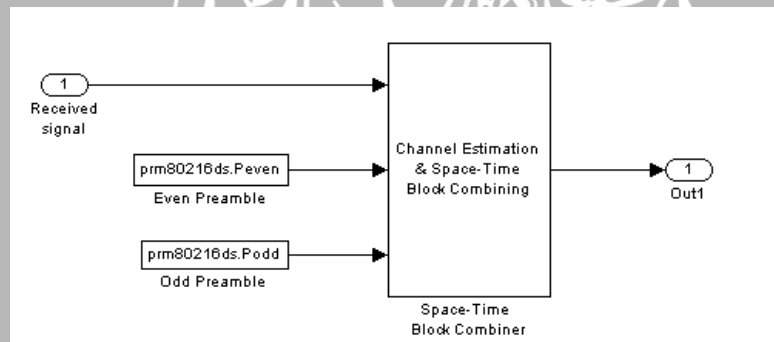 1
Received
signal
prm80216ds.Peven
Even Preamble
prm80216ds.Podd
Odd Preamble
Channel Estimation
& Space-Time
Block Combining
Space-Time
Block Combiner
1
Out1